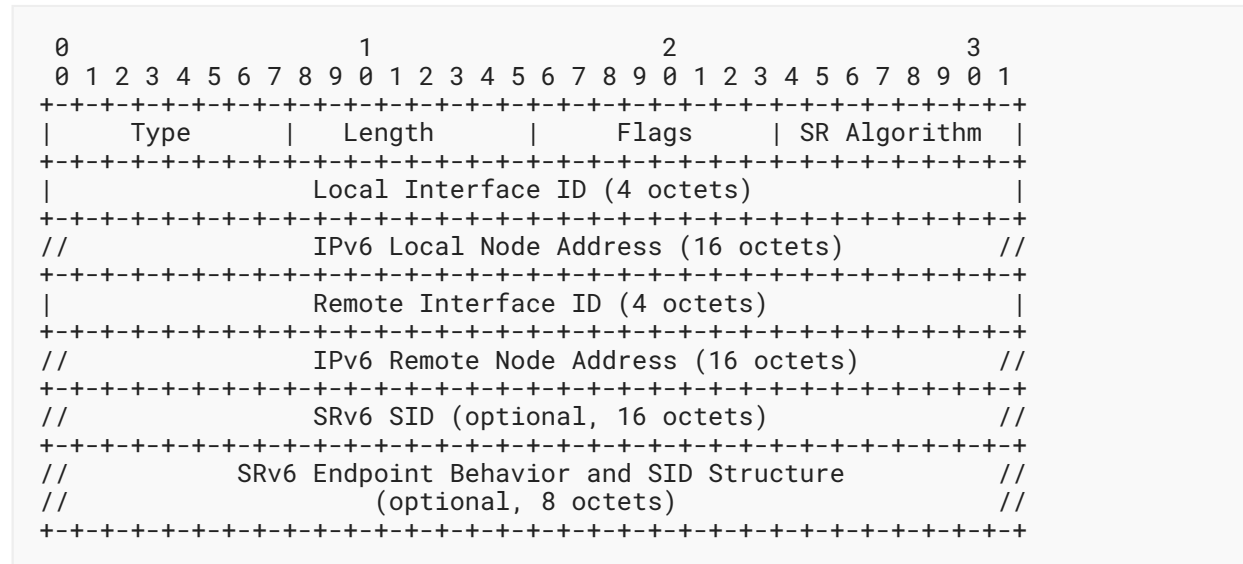 0                   1                   2                   3
 0 1 2 3 4 5 6 7 8 9 0 1 2 3 4 5 6 7 8 9 0 1 2 3 4 5 6 7 8 9 0 1
+-+-+-+-+-+-+-+-+-+-+-+-+-+-+-+-+-+-+-+-+-+-+-+-+-+-+-+-+-+-+-+-+
|     Type      |   Length      |     Flags     | SR Algorithm  |
+-+-+-+-+-+-+-+-+-+-+-+-+-+-+-+-+-+-+-+-+-+-+-+-+-+-+-+-+-+-+-+-+
|                 Local Interface ID (4 octets)                 |
+-+-+-+-+-+-+-+-+-+-+-+-+-+-+-+-+-+-+-+-+-+-+-+-+-+-+-+-+-+-+-+-+
//                IPv6 Local Node Address (16 octets)          //
+-+-+-+-+-+-+-+-+-+-+-+-+-+-+-+-+-+-+-+-+-+-+-+-+-+-+-+-+-+-+-+-+
|                 Remote Interface ID (4 octets)                |
+-+-+-+-+-+-+-+-+-+-+-+-+-+-+-+-+-+-+-+-+-+-+-+-+-+-+-+-+-+-+-+-+
//                IPv6 Remote Node Address (16 octets)         //
+-+-+-+-+-+-+-+-+-+-+-+-+-+-+-+-+-+-+-+-+-+-+-+-+-+-+-+-+-+-+-+-+
//                SRv6 SID (optional, 16 octets)               //
+-+-+-+-+-+-+-+-+-+-+-+-+-+-+-+-+-+-+-+-+-+-+-+-+-+-+-+-+-+-+-+-+
//           SRv6 Endpoint Behavior and SID Structure          //
//                    (optional, 8 octets)                     //
+-+-+-+-+-+-+-+-+-+-+-+-+-+-+-+-+-+-+-+-+-+-+-+-+-+-+-+-+-+-+-+-+